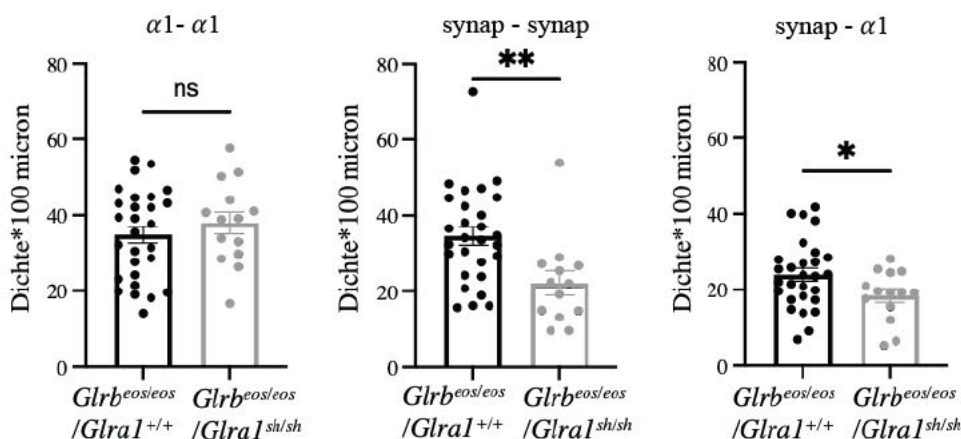 α1- α1
Dichte*100 micron
80
60
40
20
0
ns
Glrb^eos/eos
/Glra1^+/+
Glrb^eos/eos
/Glra1^sh/sh
synap - synap
Dichte*100 micron
80
60
40
20
0
**
Glrb^eos/eos
/Glra1^+/+
Glrb^eos/eos
/Glra1^sh/sh
synap - α1
Dichte*100 micron
80
60
40
20
0
*
Glrb^eos/eos
/Glra1^+/+
Glrb^eos/eos
/Glra1^sh/sh